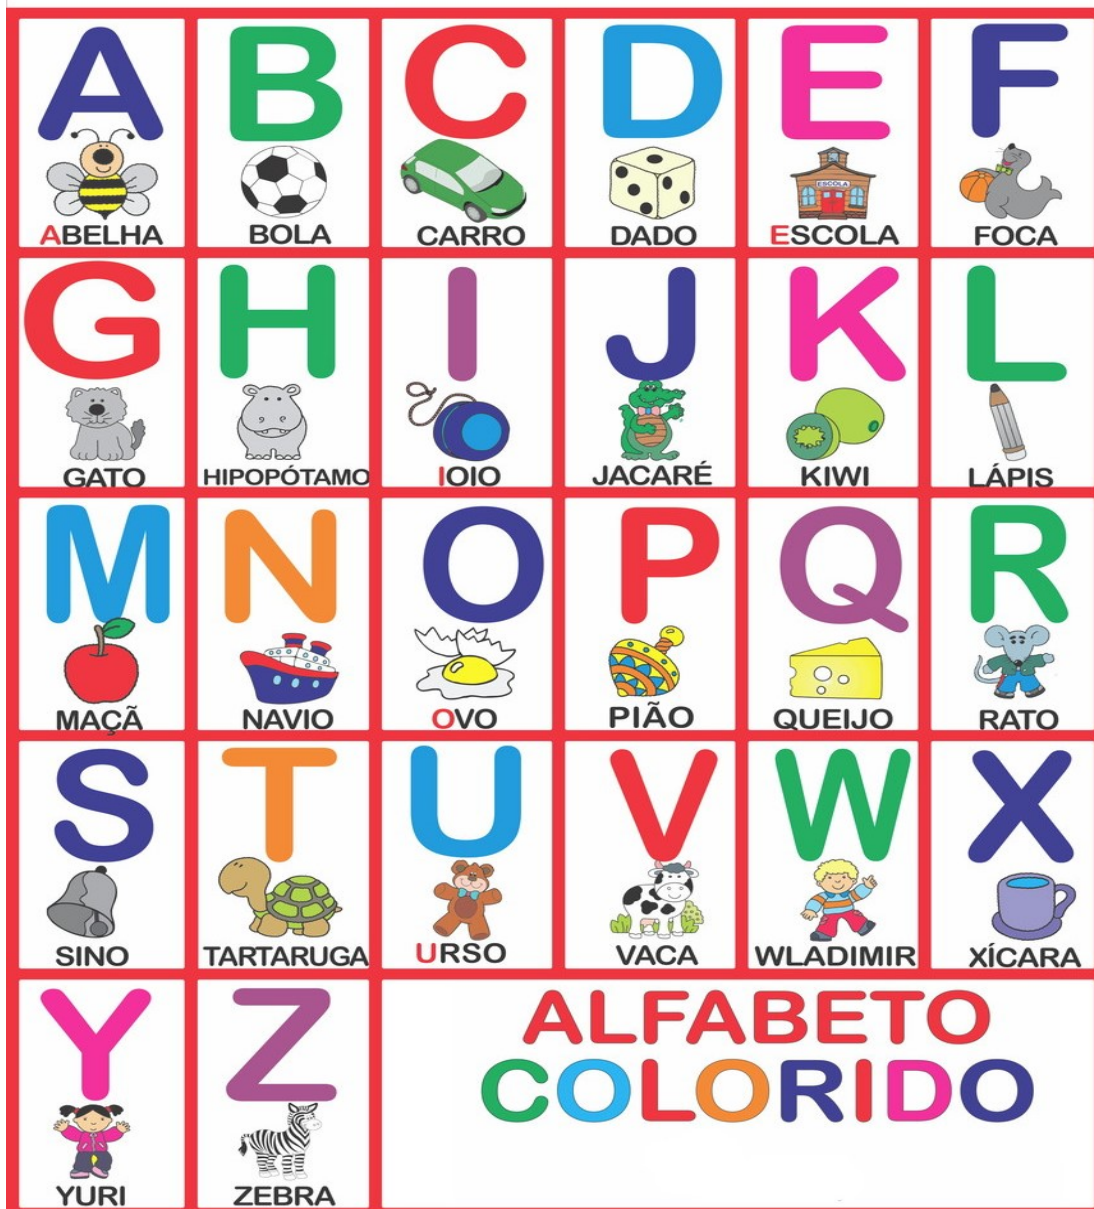 A B C D E F
ESCOLA
ABELHA BOLA CARRO DADO ESCOLA FOCA
G H I J K L
GATO HIPOPÓTAMO IOIO JACARÉ KIWI LÁPIS
M N O P Q R
MAÇÃ NAVIO OVO PIÃO QUEIJO RATO
S T U V W X
SINO TARTARUGA URSO VACA WLADIMIR XÍCARA
Y Z
ALFABETO
COLORIDO
YURI ZEBRA